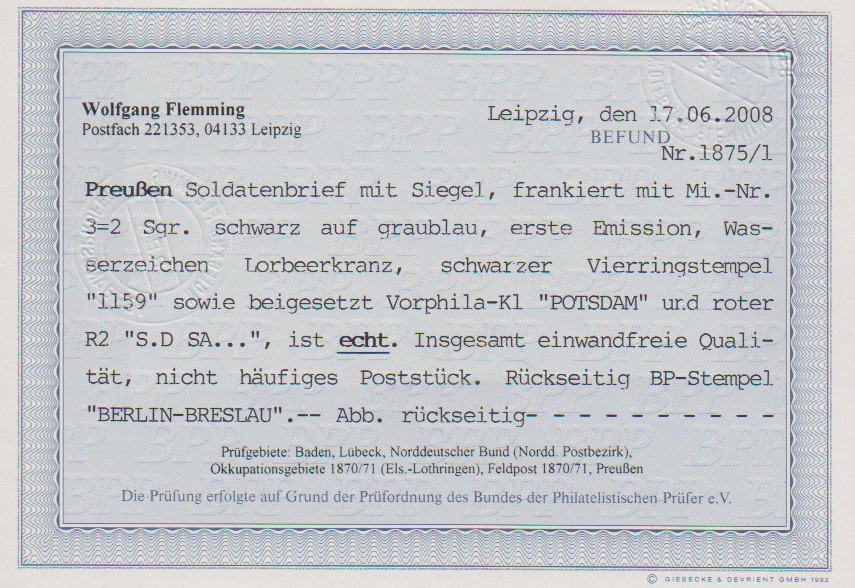 Wolfgang Flemming
Postfach 221353, 04133 Leipzig
Leipzig, den 17.06.2008
BEFUND
Nr.1875/1
Preußen Soldatenbrief mit Siegel, frankiert mit Mi.-Nr.
3=2 Sgr. schwarz auf graublau, erste Emission, Was-
serzeichen Lorbeerkranz, schwarzer Vierringstempel
"1159" sowie beigesetzt Vorphila-Kl "POTSDAM" und roter
R2 "S.D SA...", ist echt. Insgesamt einwandfreie Quali-
tät, nicht häufiges Poststück. Rückseitig BP-Stempel
"BERLIN-BRESLAU".-- Abb. rückseitig- - - - - - - - - -
Prüfgebiete: Baden, Lübeck, Norddeutscher Bund (Nordd. Postbezirk),
Okkupationsgebiete 1870/71 (Els.-Lothringen), Feldpost 1870/71, Preußen
Die Prüfung erfolgte auf Grund der Prüfordnung des Bundes der Philatelistischen Prüfer e.V.
© GIESECKE & DEVRIENT GMBH 1992